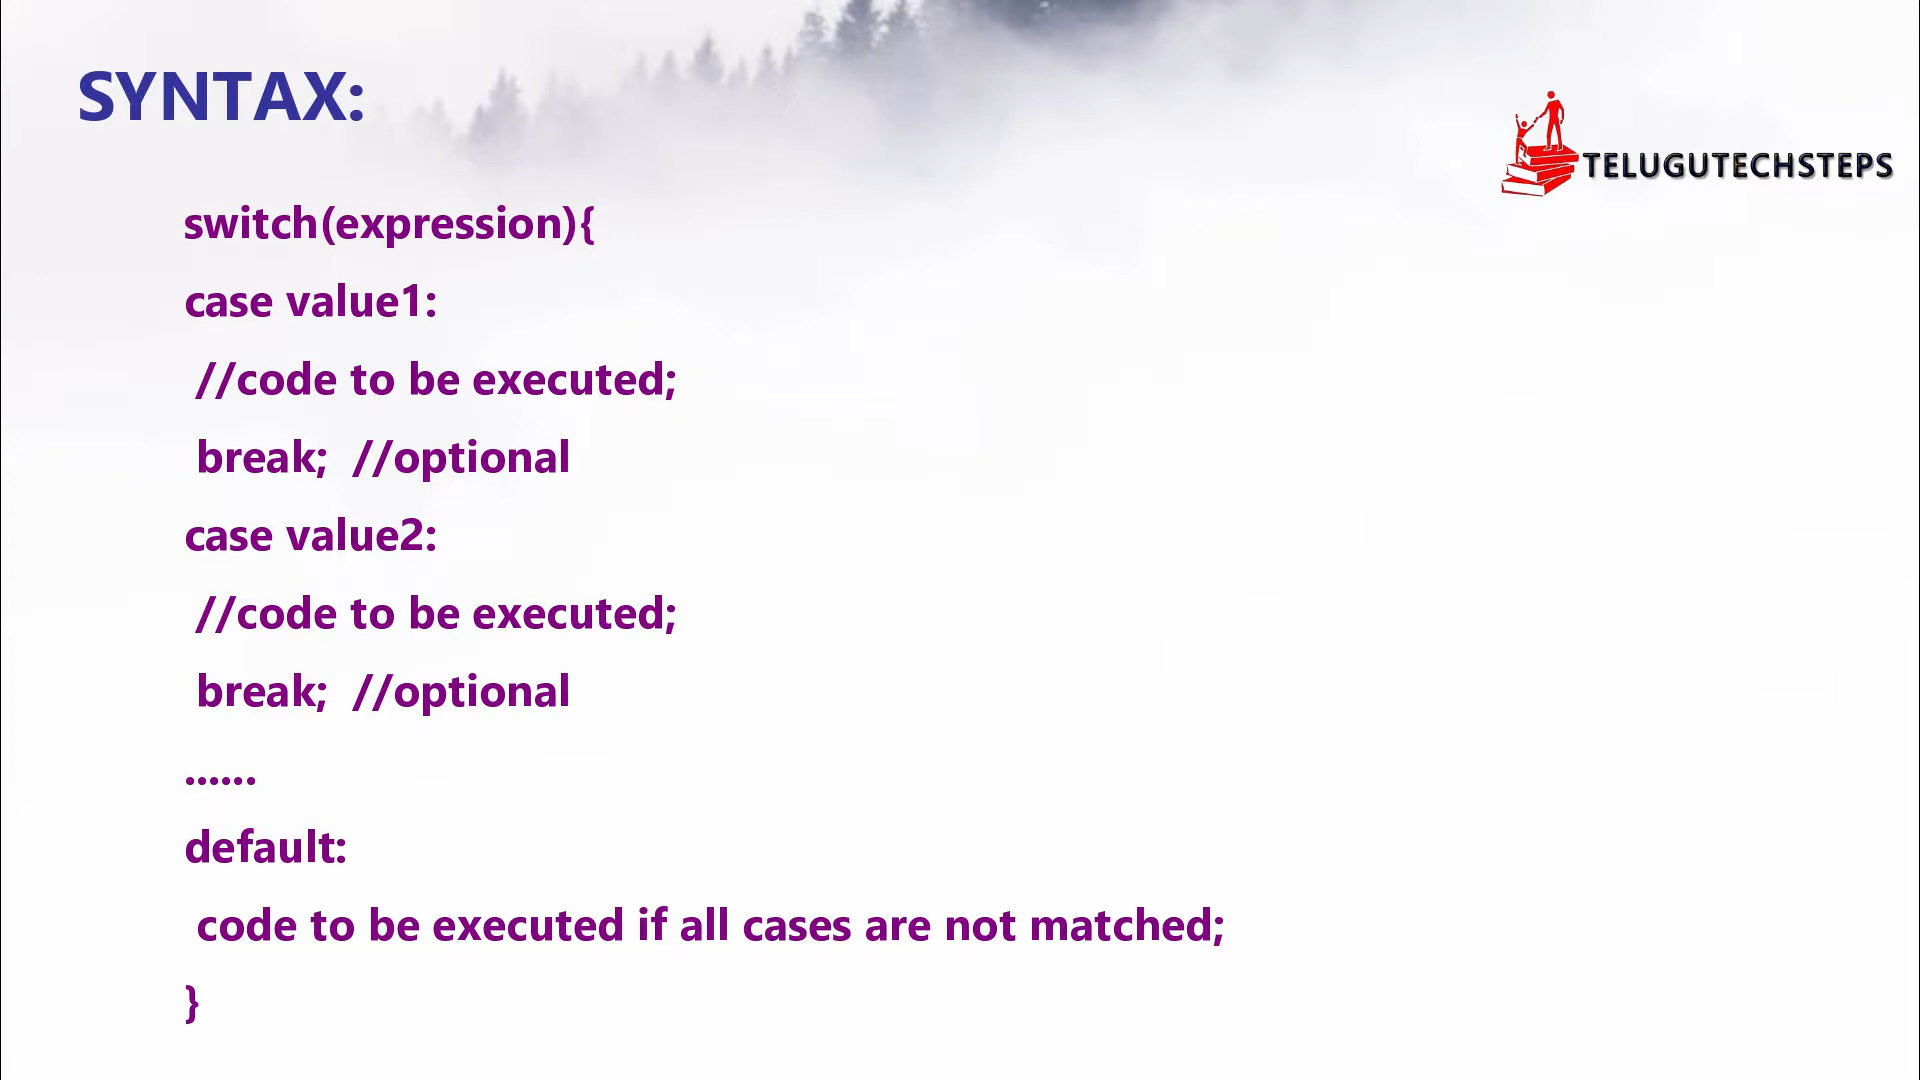 SYNTAX:
TELUGUTECHSTEPS
switch(expression){
case value1:
//code to be executed;
break;  //optional
case value2:
//code to be executed;
break;  //optional
......
default:
code to be executed if all cases are not matched;
}